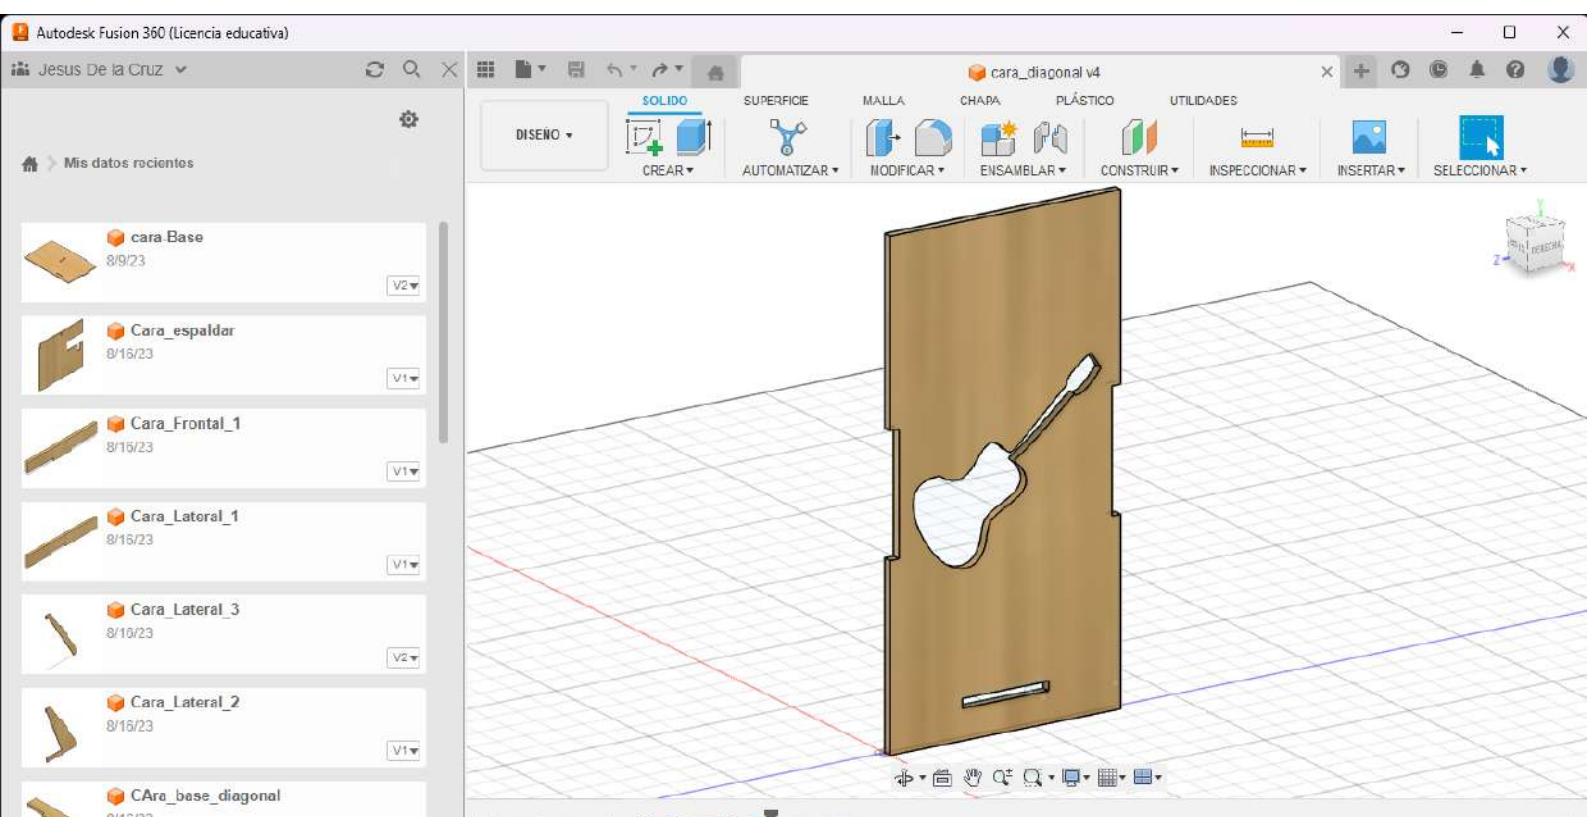 Autodesk Fusion 360 (Licencia educativa)
Jesus De la Cruz
cara_diagonal v4
SOLIDO SUPERFICIE MALLA CHAPA PLÁSTICO UTILIDADES
DISEÑO
CREAR AUTOMATIZAR MODIFICAR ENSAMBLAR CONSTRUIR INSPECCIONAR INSERTAR SELECCIONAR
Mis datos recientes
cara Base
8/9/23
V2
Cara_espaldar
8/16/23
V1
Cara_Frontal_1
8/16/23
V1
Cara_Lateral_1
8/16/23
V1
Cara_Lateral_3
8/16/23
V2
Cara_Lateral_2
8/16/23
V1
CAra_base_diagonal
Y
Z
X
DERECHA